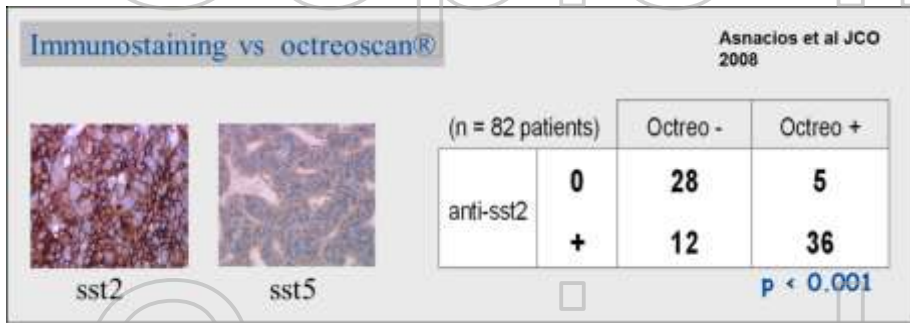 Immunostaining vs octreoscan®
Asnacios et al JCO
2008
(n = 82 patients) Octreo - Octreo +
anti-sst2
0 28 5
+ 12 36
p < 0.001
sst2 sst5